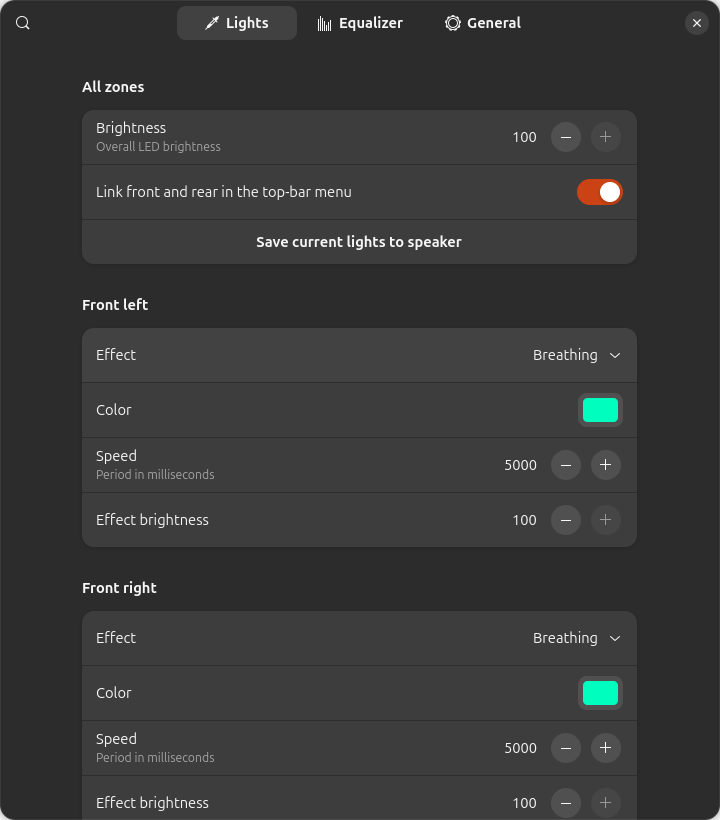 Lights Equalizer General
All zones
Brightness 100
Overall LED brightness
Link front and rear in the top-bar menu
Save current lights to speaker
Front left
Effect Breathing
Color
Speed 5000
Period in milliseconds
Effect brightness 100
Front right
Effect Breathing
Color
Speed 5000
Period in milliseconds
Effect brightness 100